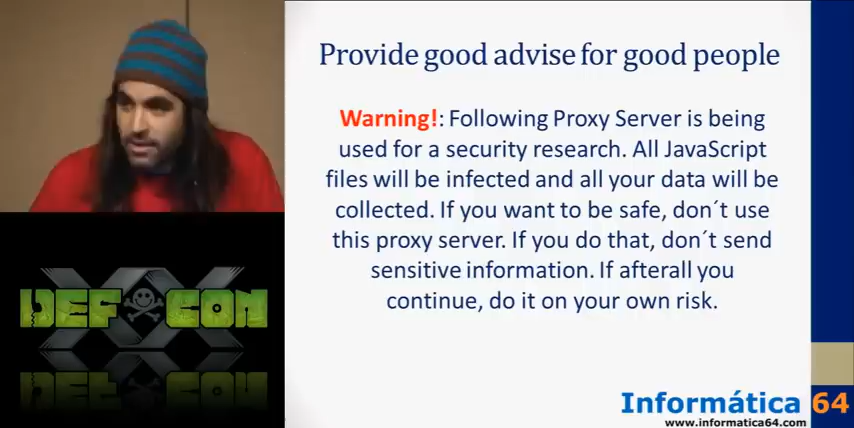 Provide good advise for good people
Warning!: Following Proxy Server is being
used for a security research. All JavaScript
files will be infected and all your data will be
collected. If you want to be safe, don´t use
this proxy server. If you do that, don´t send
sensitive information. If afterall you
continue, do it on your own risk.
DEF CON
XX
Informática 64
www.informatica64.com